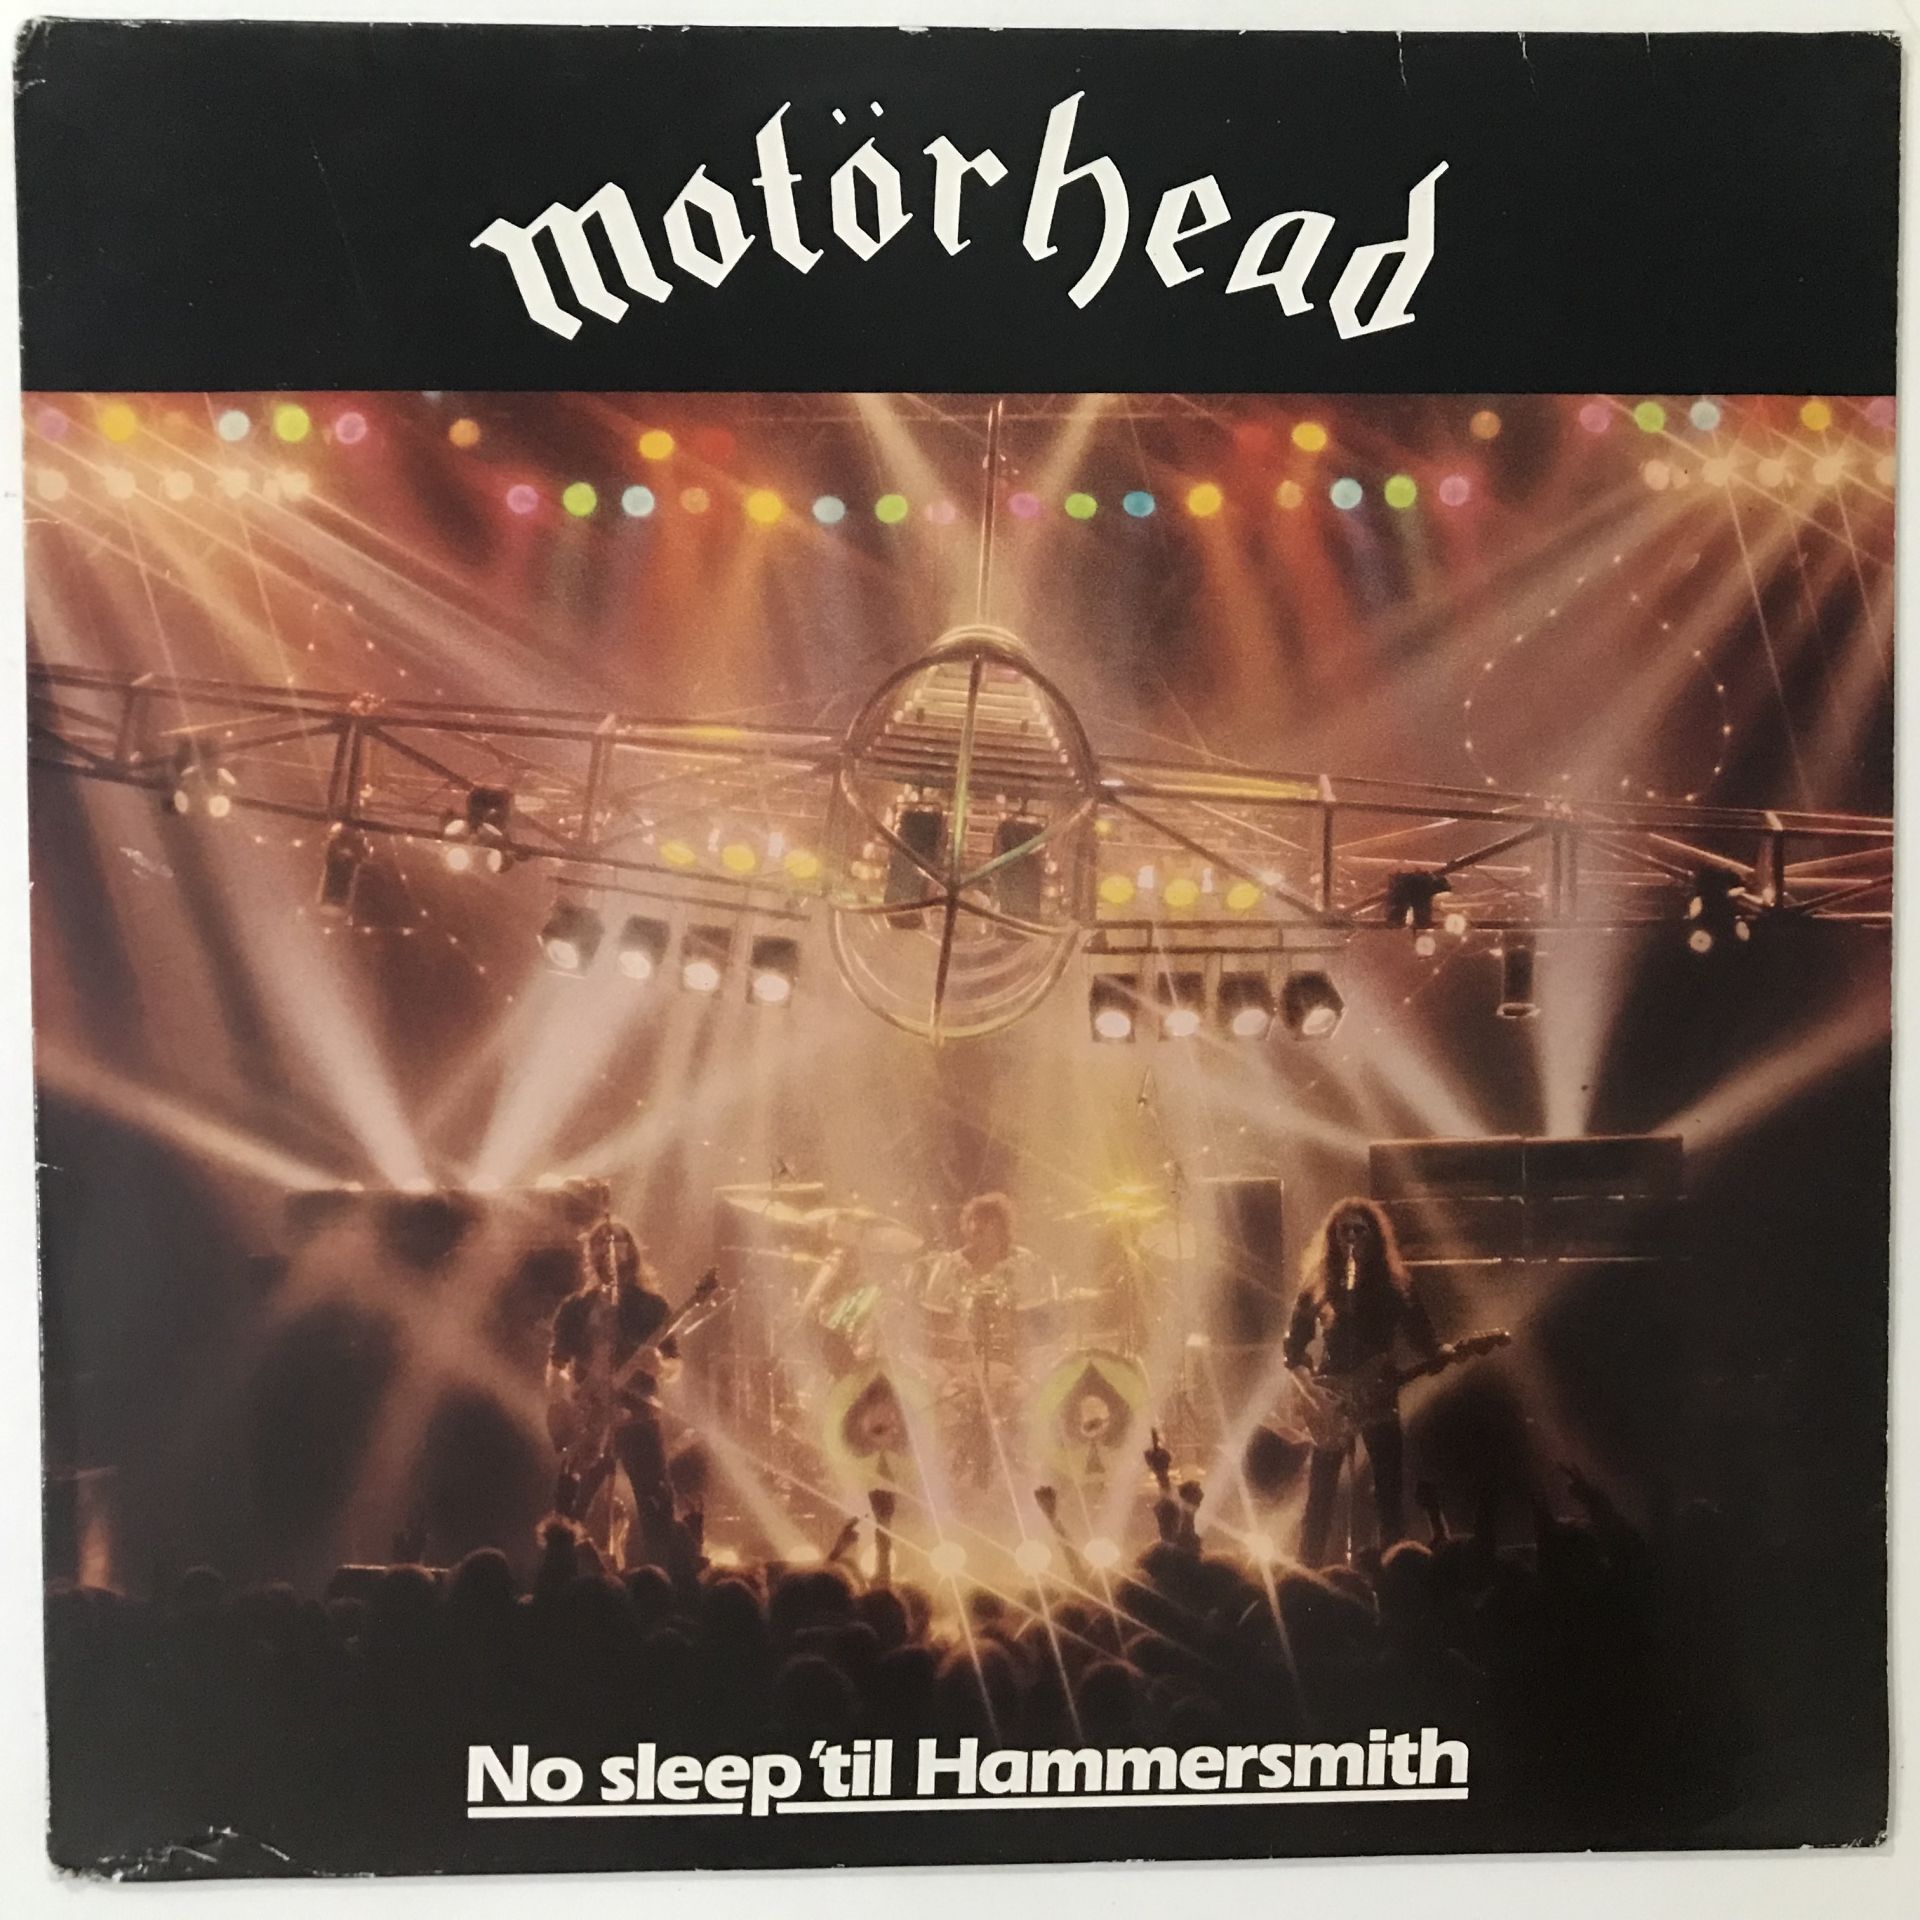 motörhead
No sleep 'til Hammersmith